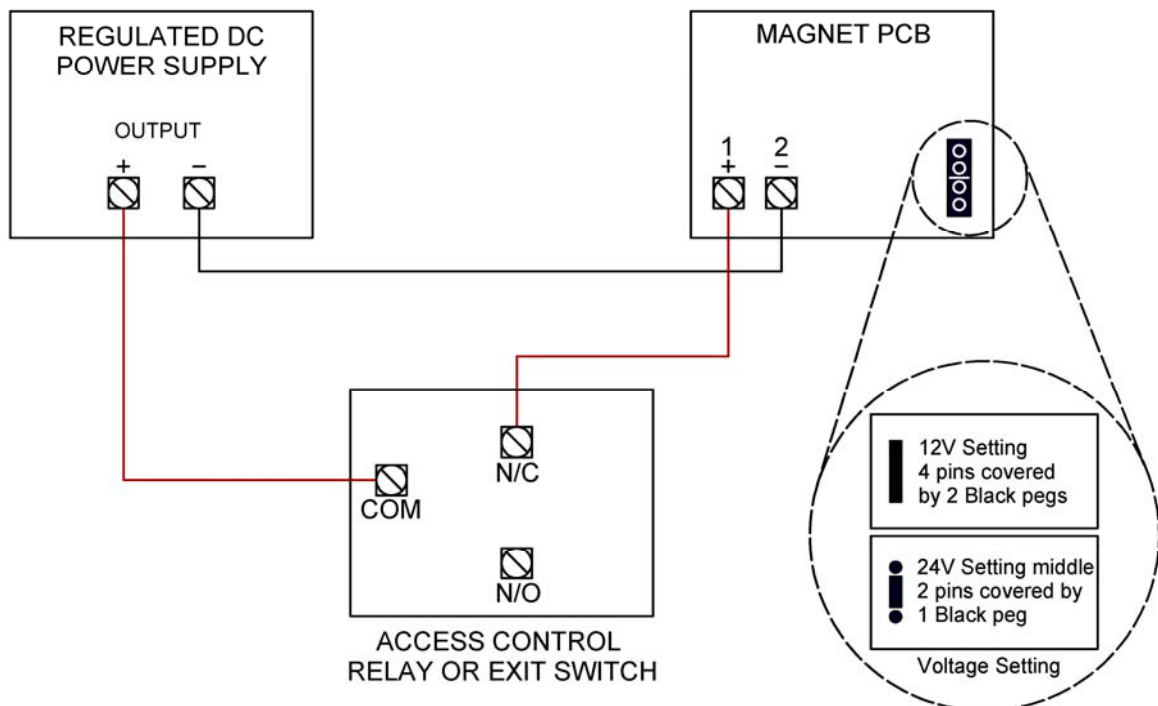 REGULATED DC
POWER SUPPLY
OUTPUT
+ −
MAGNET PCB
1 2
+ −
N/C
COM
N/O
ACCESS CONTROL
RELAY OR EXIT SWITCH
12V Setting
4 pins covered
by 2 Black pegs
24V Setting middle
2 pins covered by
1 Black peg
Voltage Setting